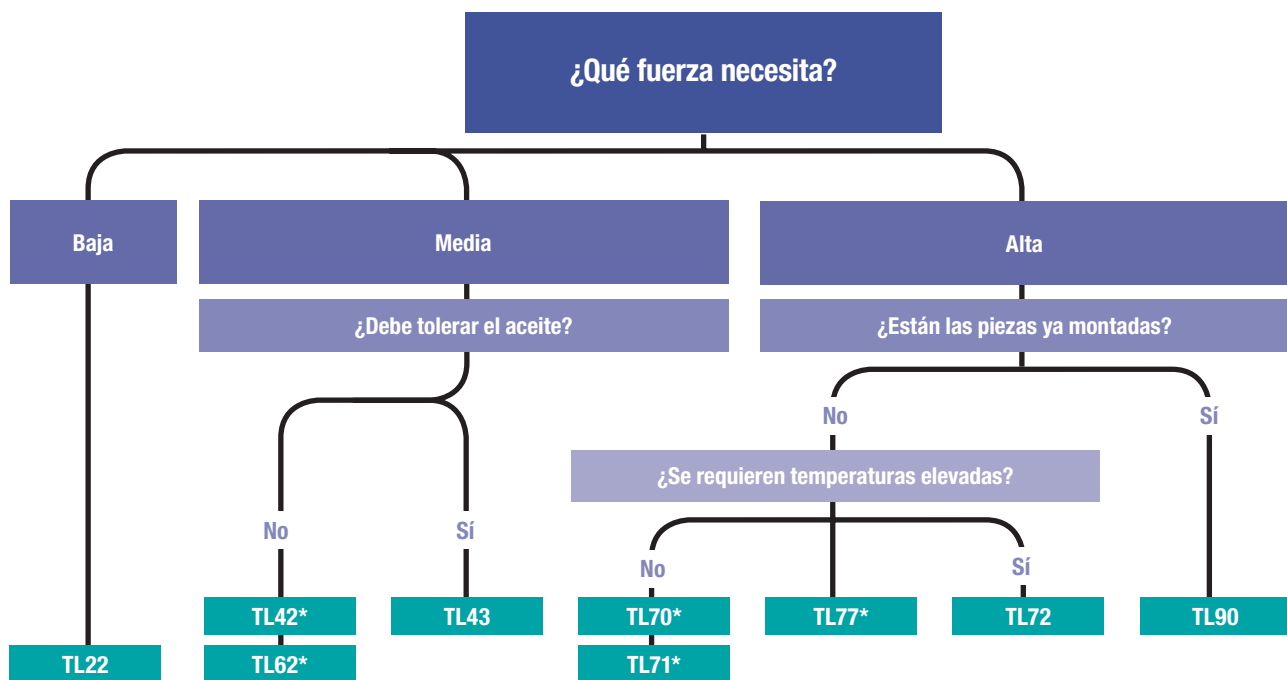 ¿Qué fuerza necesita?
Baja
Media
Alta
¿Debe tolerar el aceite?
¿Están las piezas ya montadas?
No
Sí
¿Se requieren temperaturas elevadas?
No
Sí
No
Sí
TL42*
TL43
TL70*
TL77*
TL72
TL90
TL22
TL62*
TL71*